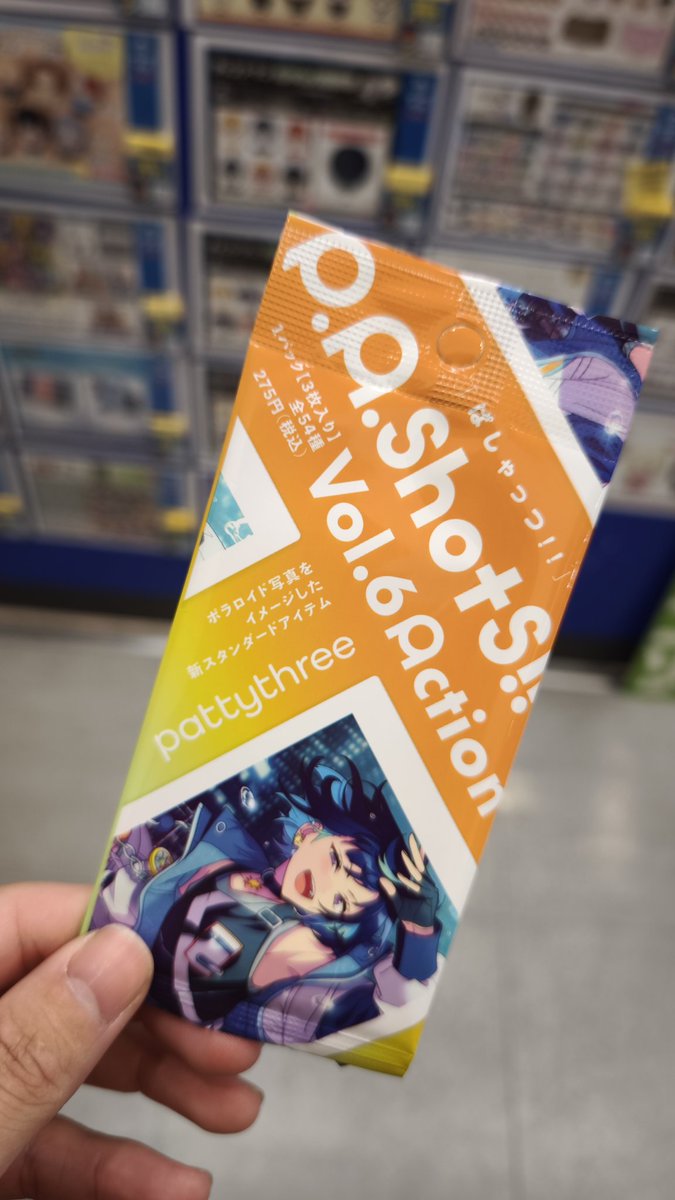 p.p.shots!!
ぱしゃっっ!!
Vol.6 Action
1パック【3枚入り】
全54種
275円(税込)
ポラロイド写真を
イメージした
新スタンダードアイテム
pattythree